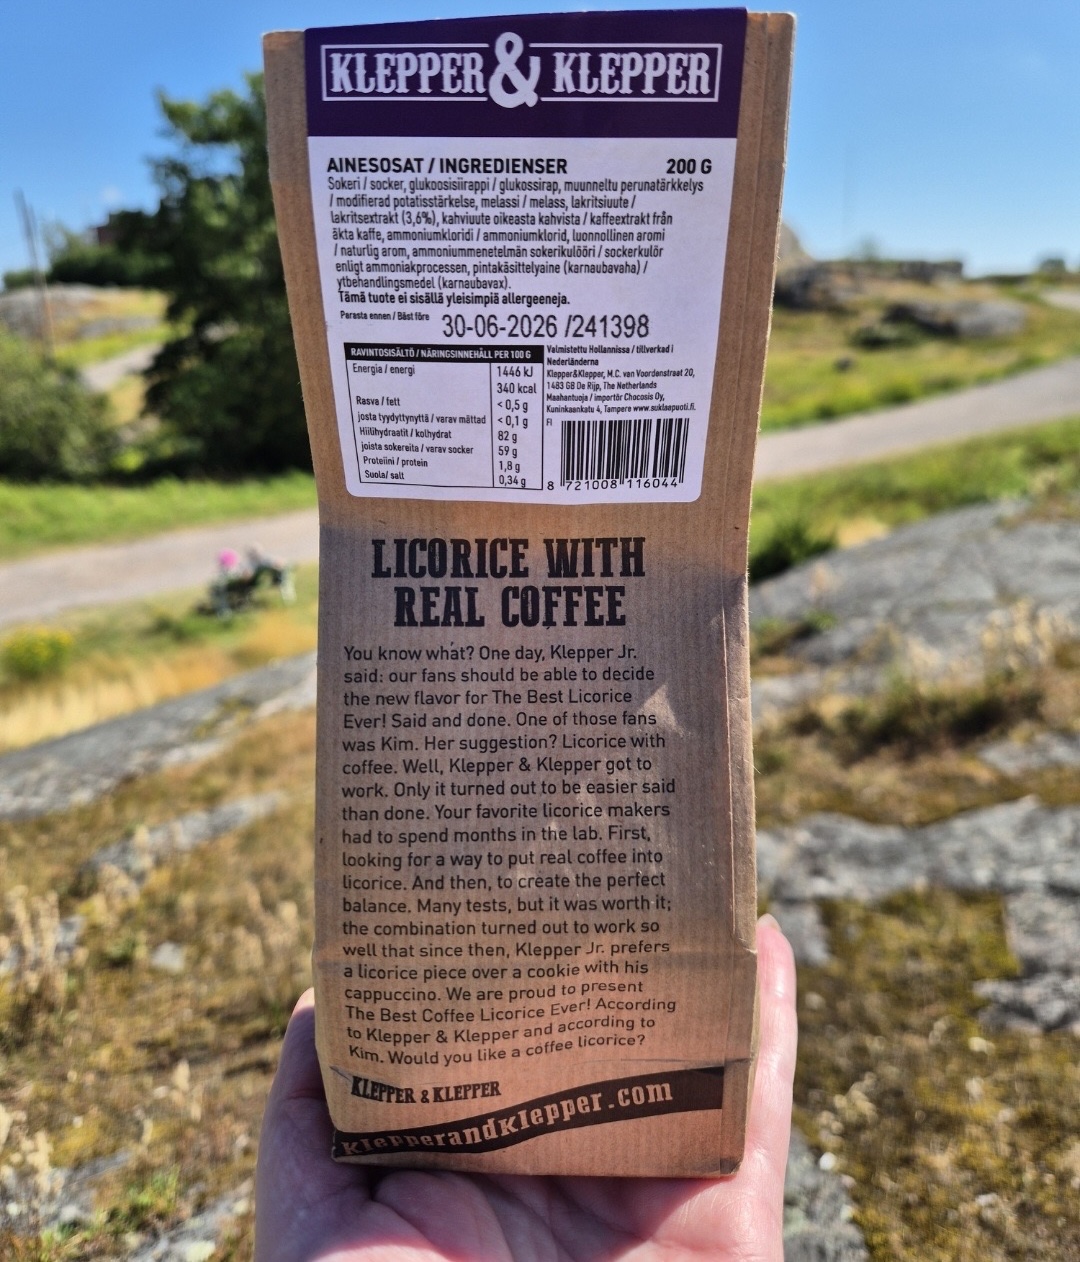 KLEPPER & KLEPPER
AINESOSAT / INGREDIENSER 200 G
Sokeri / socker, glukoosisiirappi / glukossirap, muunneltu perunatärkkelys
/ modifierad potatisstärkelse, melassi / melass, lakritsiuute /
lakritsextrakt (3,6%), kahviuute oikeasta kahvista / kaffeextrakt från
äkta kaffe, ammoniumkloridi / ammoniumklorid, luonnollinen aromi
/ naturlig arom, ammoniummenetelmän sokerikulööri / sockerkulör
enligt ammoniakprocessen, pintakäsittelyaine (karnaubavaha) /
ytbehandlingsmedel (karnaubavax).
Tämä tuote ei sisällä yleisimpiä allergeeneja.
Parasta ennen / Bäst före 30-06-2026 /241398
RAVINTOSISÄLTÖ / NÄRINGSINNEHÅLL PER 100 G
Energia / energi 1446 kJ
340 kcal
Rasva / fett < 0,5 g
josta tyydyttynyttä / varav mättad < 0,1 g
Hiilihydraatit / kolhydrat 82 g
joista sokereita / varav socker 59 g
Proteiini / protein 1,8 g
Suola/ salt 0,34 g
Valmistettu Hollannissa / tillverkad i
Nederländerna
Klepper&Klepper, M.C. van Voordenstraat 20,
1483 GB De Rijp, The Netherlands
Maahantuoja / importör Chocosis Oy,
Kuninkaankatu 4, Tampere www.suklaapuoti.fi.
FI
8 721008 116044
LICORICE WITH
REAL COFFEE
You know what? One day, Klepper Jr.
said: our fans should be able to decide
the new flavor for The Best Licorice
Ever! Said and done. One of those fans
was Kim. Her suggestion? Licorice with
coffee. Well, Klepper & Klepper got to
work. Only it turned out to be easier said
than done. Your favorite licorice makers
had to spend months in the lab. First,
looking for a way to put real coffee into
licorice. And then, to create the perfect
balance. Many tests, but it was worth it;
the combination turned out to work so
well that since then, Klepper Jr. prefers
a licorice piece over a cookie with his
cappuccino. We are proud to present
The Best Coffee Licorice Ever! According
to Klepper & Klepper and according to
Kim. Would you like a coffee licorice?
KLEPPER & KLEPPER
klepperandklepper.com